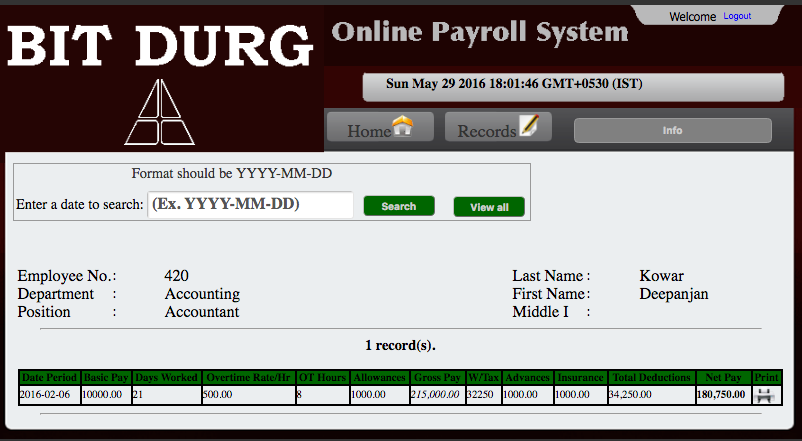 BIT DURG
Online Payroll System
Welcome Logout
Sun May 29 2016 18:01:46 GMT+0530 (IST)
Home Records Info
Format should be YYYY-MM-DD
Enter a date to search: (Ex. YYYY-MM-DD) Search View all
Employee No.: 420 Last Name : Kowar
Department : Accounting First Name: Deepanjan
Position : Accountant Middle I :
1 record(s).
Date Period Basic Pay Days Worked Overtime Rate/Hr OT Hours Allowances Gross Pay W/Tax Advances Insurance Total Deductions Net Pay Print
2016-02-06 10000.00 21 500.00 8 1000.00 215,000.00 32250 1000.00 1000.00 34,250.00 180,750.00